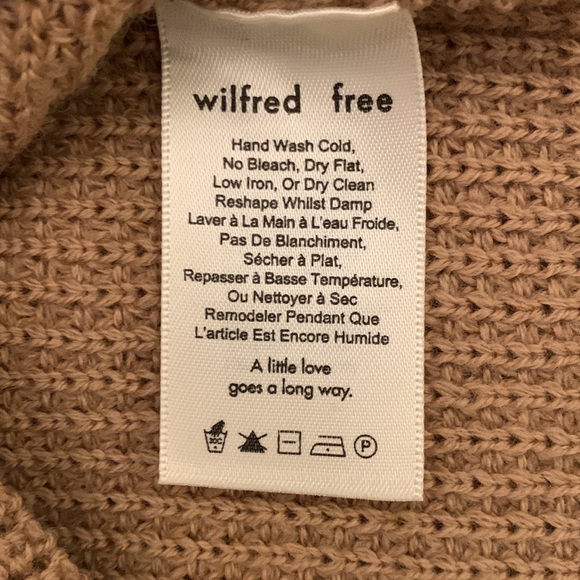 wilfred free
Hand Wash Cold,
No Bleach, Dry Flat,
Low Iron, Or Dry Clean
Reshape Whilst Damp
Laver à La Main à L'eau Froide,
Pas De Blanchiment,
Sécher à Plat,
Repasser à Basse Température,
Ou Nettoyer à Sec
Remodeler Pendant Que
L'article Est Encore Humide
A little love
goes a long way.
30C P